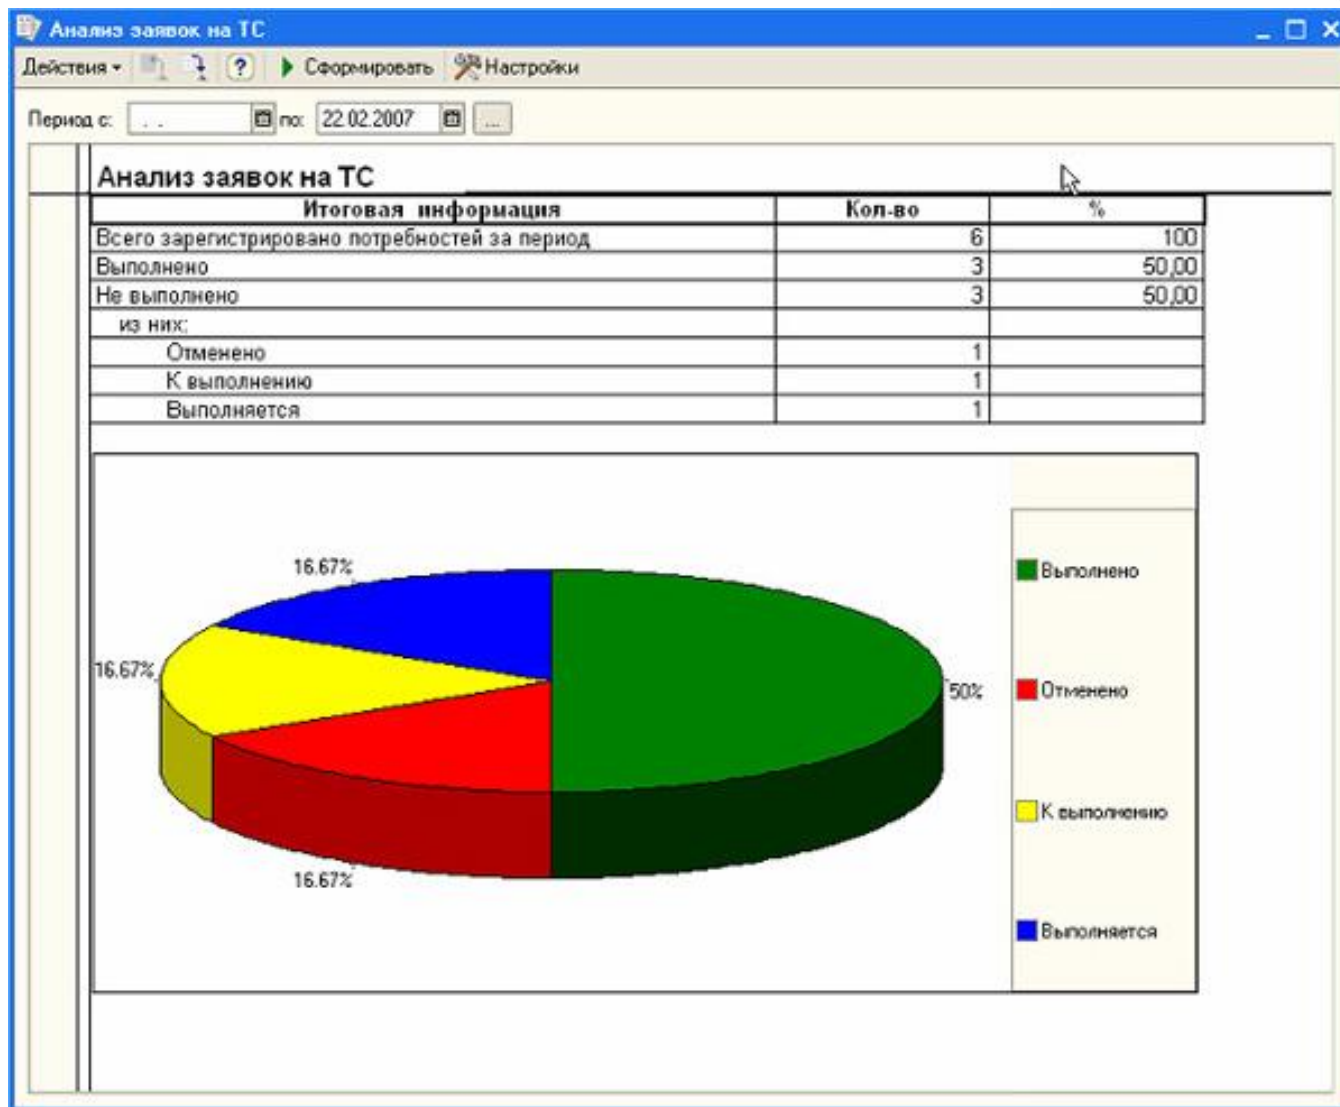 Анализ заявок на ТС
Действия Сформировать Настройки
Период с: . . по: 22.02.2007 ...
Анализ заявок на ТС
Итоговая информация Кол-во %
Всего зарегистрировано потребностей за период 6 100
Выполнено 3 50,00
Не выполнено 3 50,00
из них:
Отменено 1
К выполнению 1
Выполняется 1
16.67%
Выполнено
16.67%
50%
Отменено
К выполнению
16.67%
Выполняется